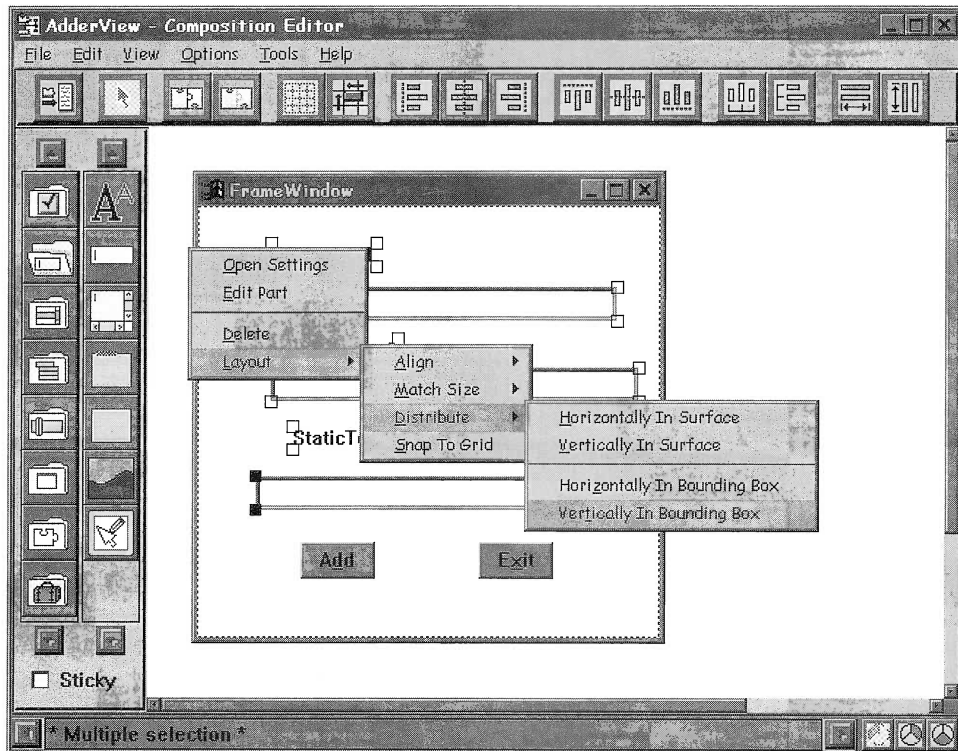 AdderView - Composition Editor
File Edit View Options Tools Help
FrameWindow
Open Settings
Edit Part
Delete
Layout
Align
Match Size
Distribute
Snap To Grid
Horizontally In Surface
Vertically In Surface
Horizontally In Bounding Box
Vertically In Bounding Box
Add Exit
Sticky
* Multiple selection *